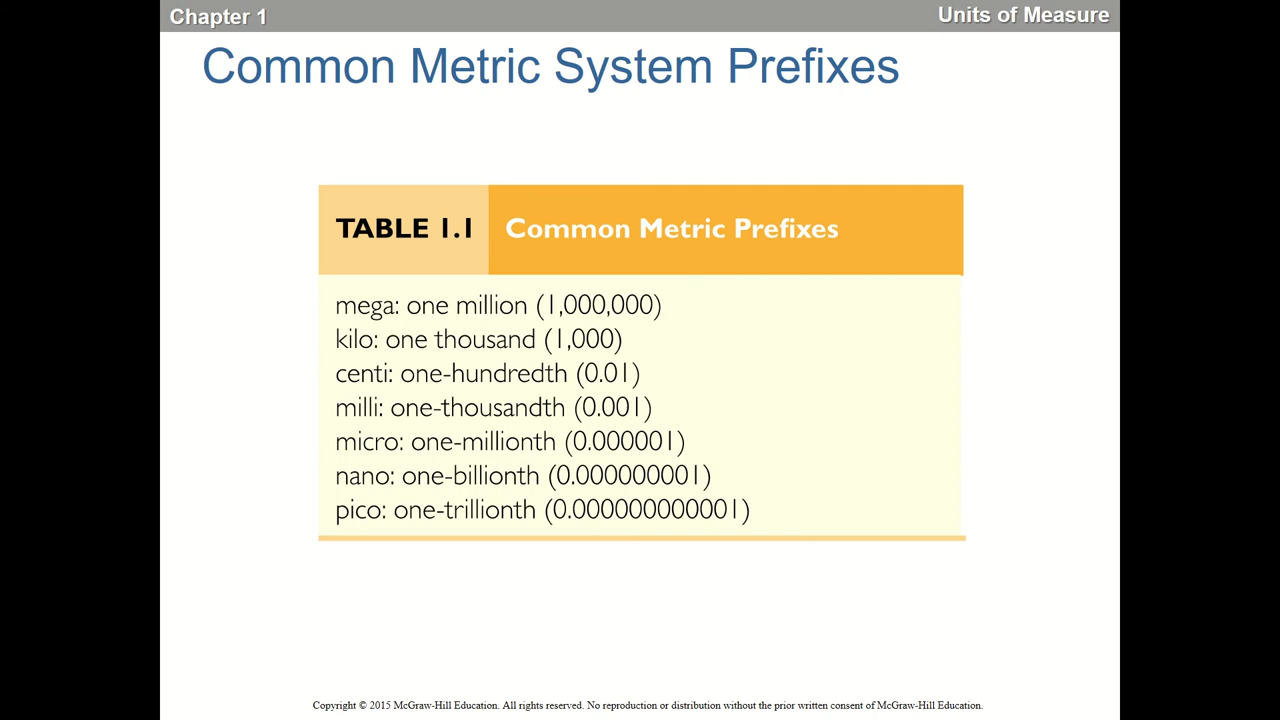 Chapter 1
Units of Measure
Common Metric System Prefixes
TABLE 1.1
Common Metric Prefixes
mega: one million (1,000,000)
kilo: one thousand (1,000)
centi: one-hundredth (0.01)
milli: one-thousandth (0.001)
micro: one-millionth (0.000001)
nano: one-billionth (0.000000001)
pico: one-trillionth (0.000000000001)
Copyright © 2015 McGraw-Hill Education. All rights reserved. No reproduction or distribution without the prior written consent of McGraw-Hill Education.